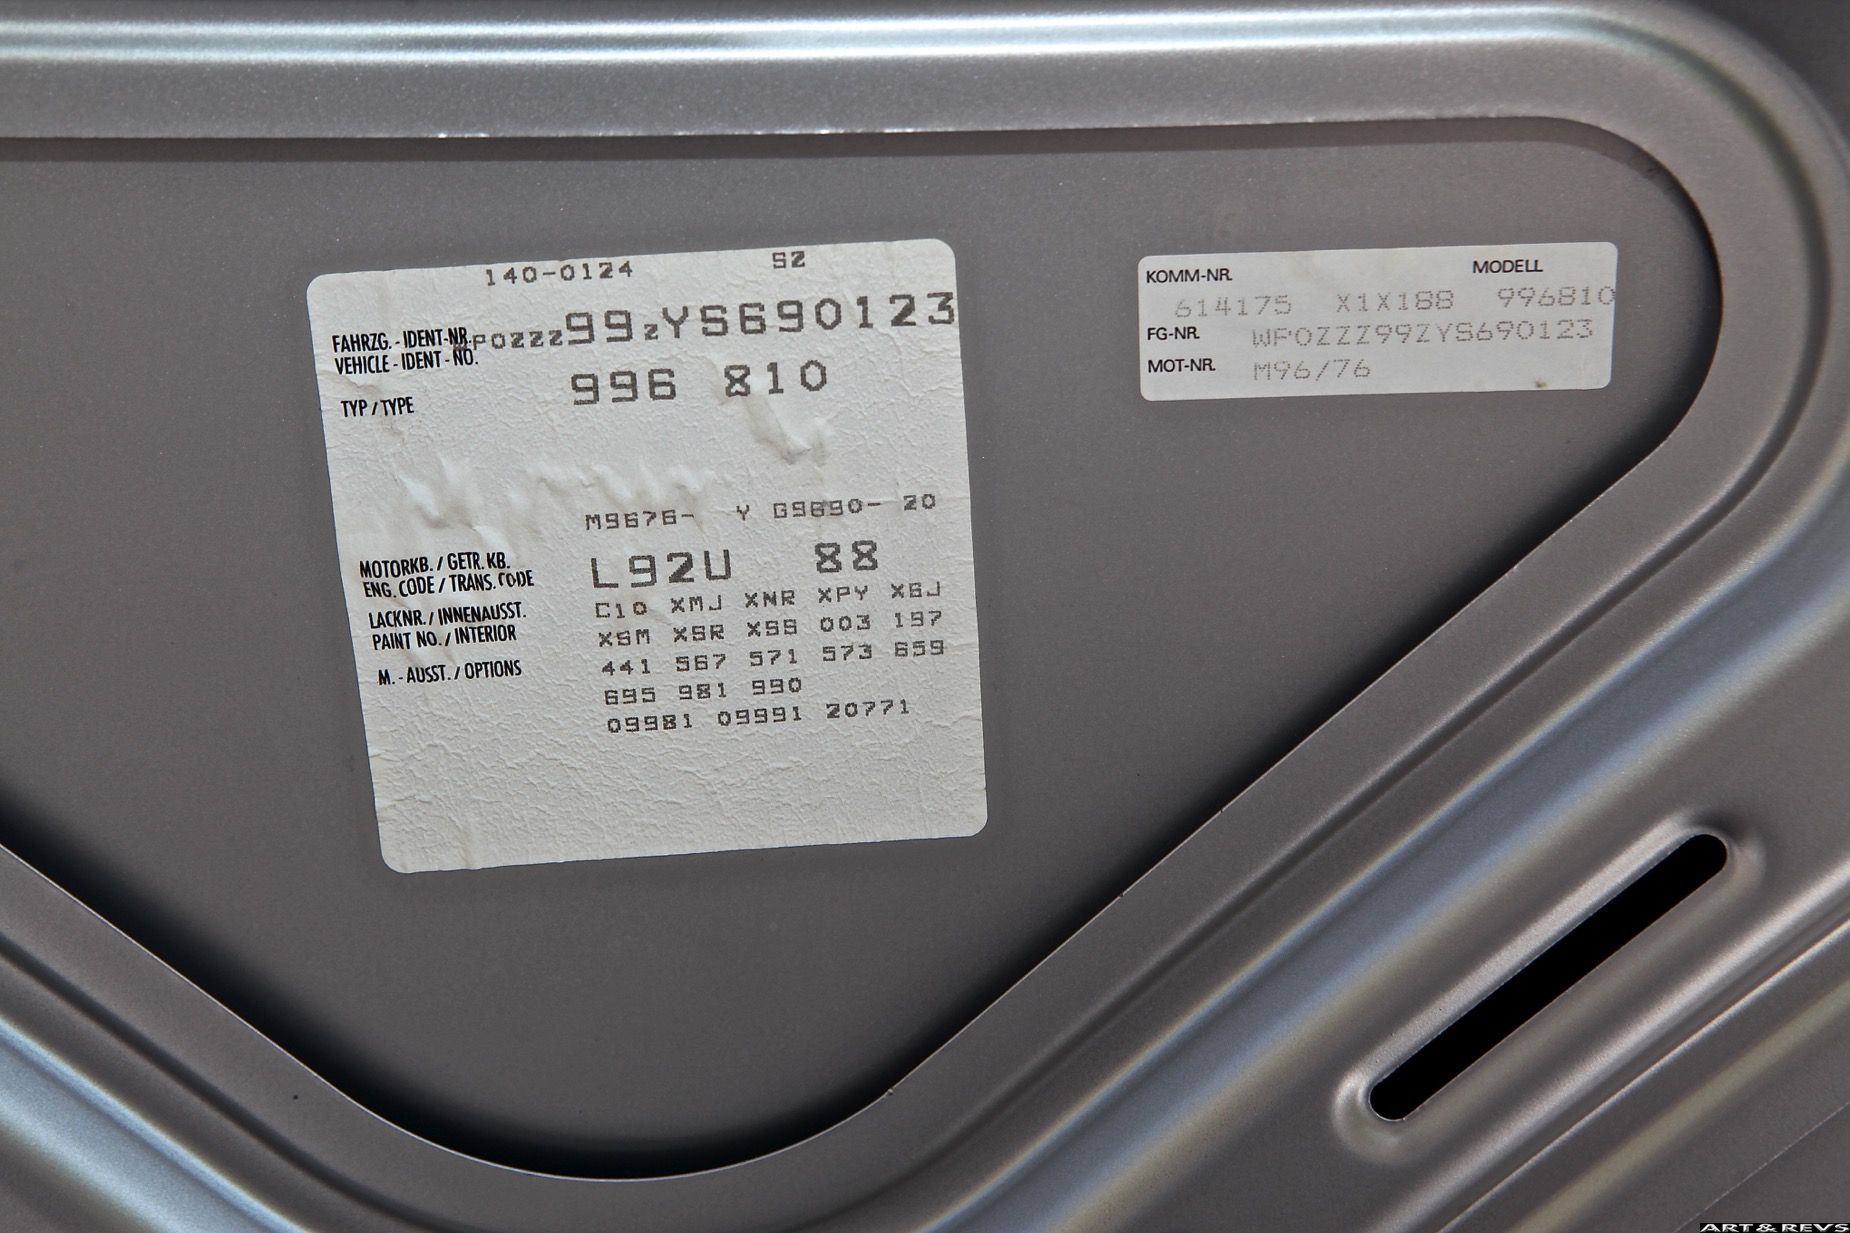 140-0124 SZ
FAHRZG. - IDENT-NR. WPOZZZ99ZYS690123
VEHICLE - IDENT - NO.
TYP / TYPE 996 810
M9676- Y G9690- 20
MOTORKB. / GETR. KB.
ENG. CODE / TRANS. CODE L92U 88
LACKNR. / INNENAUSST. C10 XMJ XNR XPY X6J
PAINT NO. / INTERIOR XSM XSR XSS 003 197
M. - AUSST. / OPTIONS 441 567 571 573 659
695 981 990
09981 09991 20771
KOMM-NR. MODELL
614175 X1X188 996810
FG-NR. WPOZZZ99ZYS690123
MOT-NR. M96/76
ART & REVS